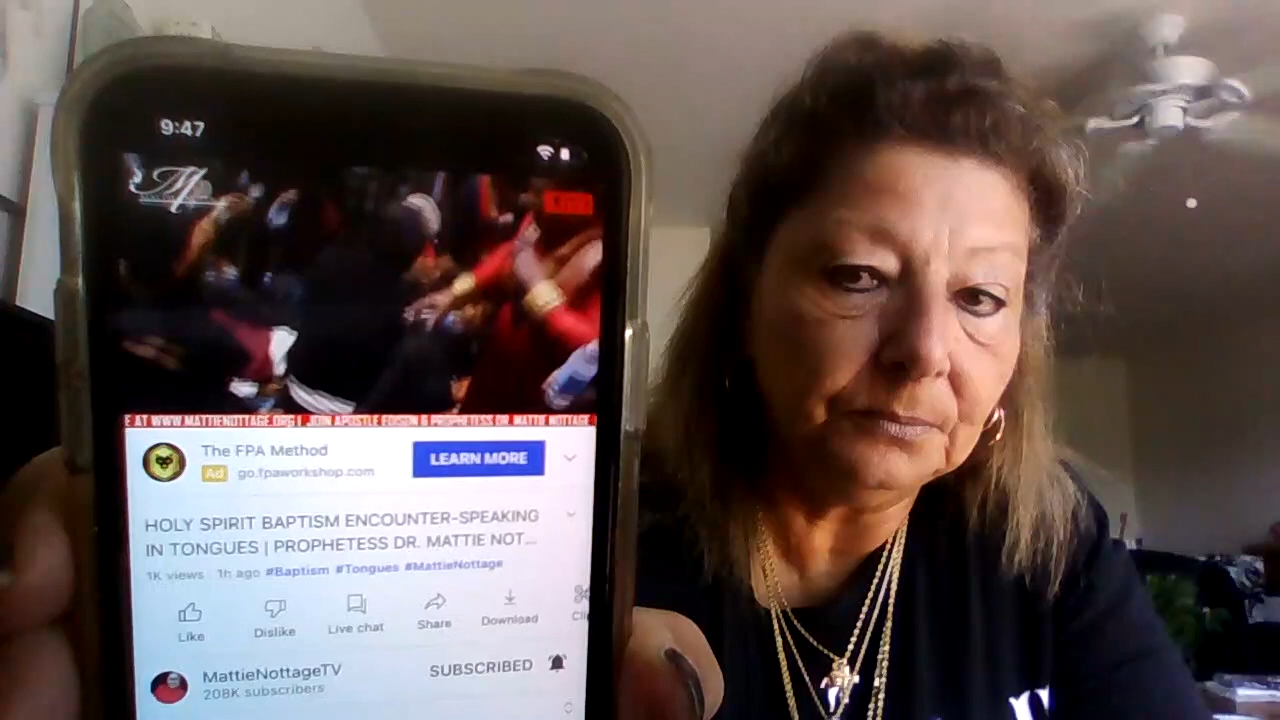 9:47
M
E AT WWW.MATTIENOTTAGE.ORG | JOIN APOSTLE EDISON & PROPHETESS DR. MATTIE NOTTAGE
The FPA Method
Ad go.fpaworkshop.com
LEARN MORE
HOLY SPIRIT BAPTISM ENCOUNTER-SPEAKING
IN TONGUES | PROPHETESS DR. MATTIE NOT...
1K views 1h ago #Baptism #Tongues #MattieNottage
Like Dislike Live chat Share Download Cli
MattieNottageTV
208K subscribers
SUBSCRIBED